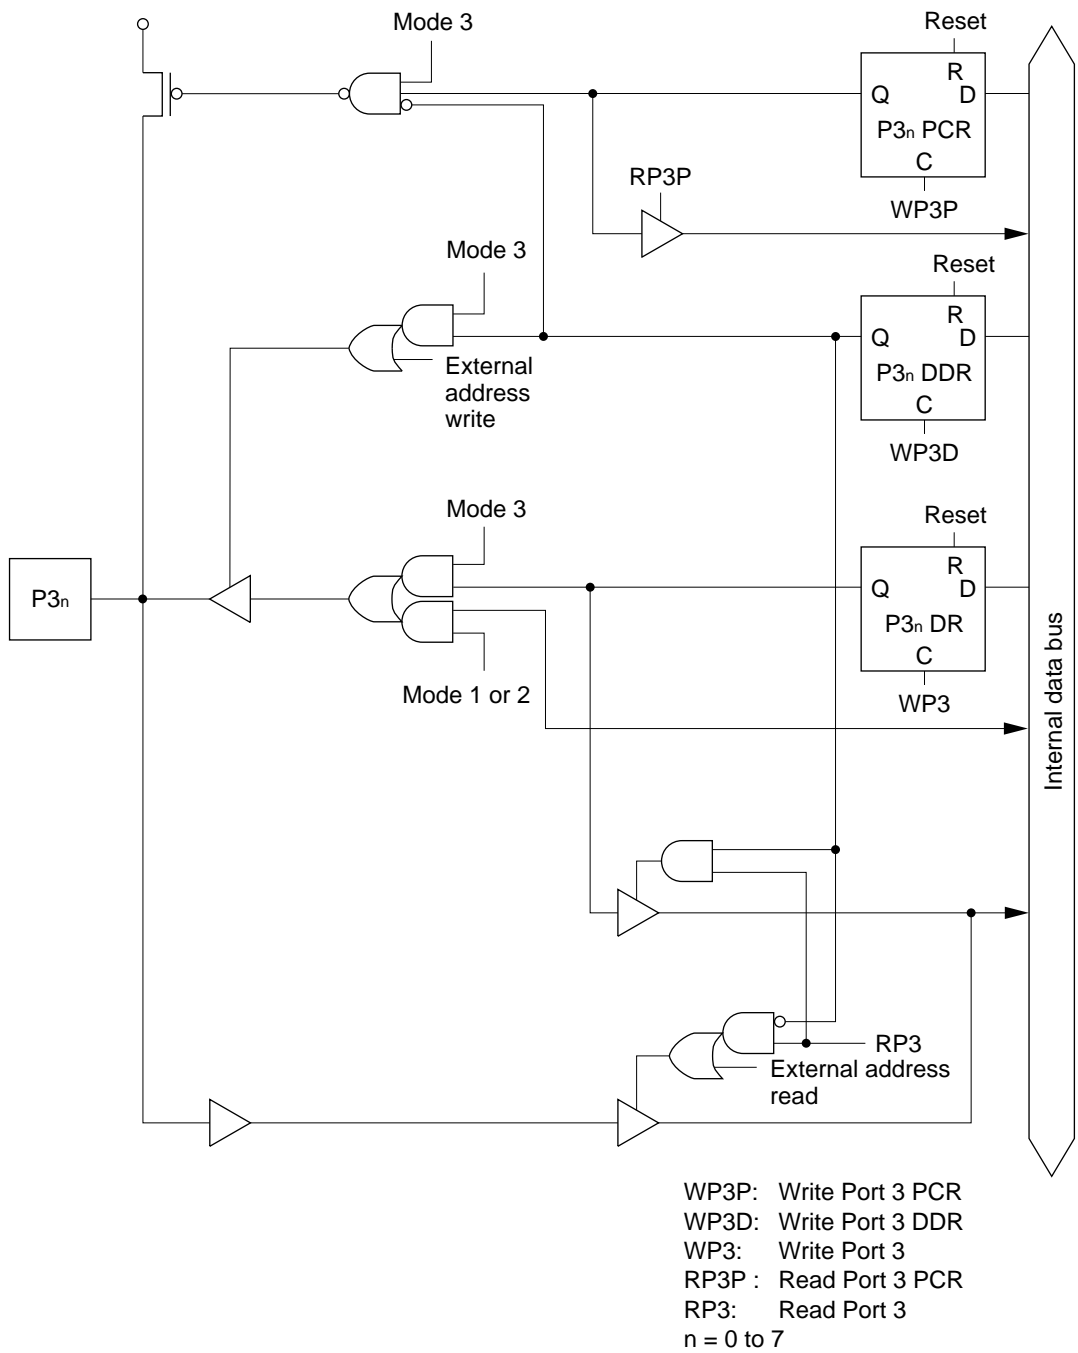 Mode 3
Reset
R
Q
D
P3n PCR
C
WP3P
RP3P
Mode 3
Reset
R
Q
D
P3n DDR
C
WP3D
External
address
write
Mode 3
Reset
R
Q
D
P3n DR
C
WP3
P3n
Mode 1 or 2
Internal data bus
RP3
External address
read
WP3P: Write Port 3 PCR
WP3D: Write Port 3 DDR
WP3: Write Port 3
RP3P : Read Port 3 PCR
RP3: Read Port 3
n = 0 to 7